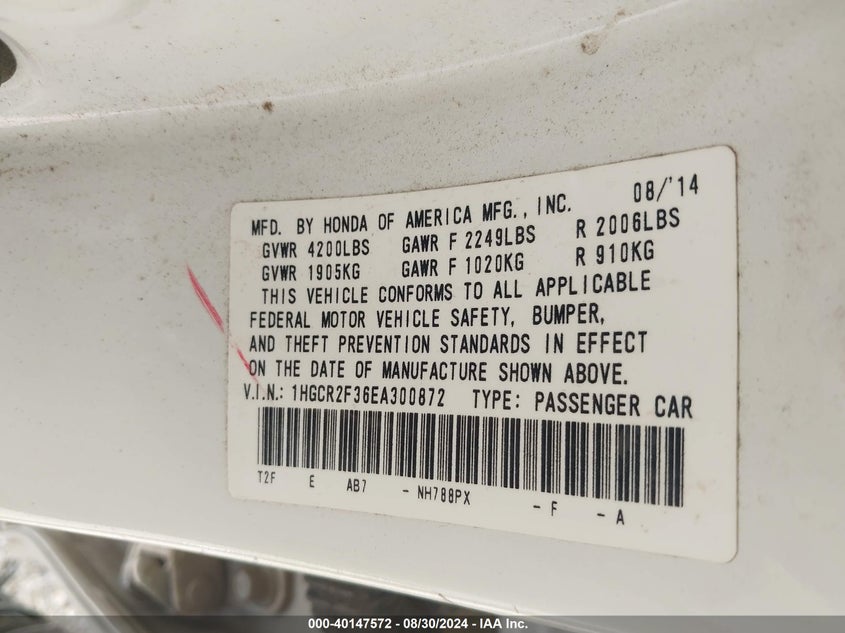 MFD. BY HONDA OF AMERICA MFG., INC. 08/'14
GVWR 4200LBS GAWR F 2249LBS R 2006LBS
GVWR 1905KG GAWR F 1020KG R 910KG
THIS VEHICLE CONFORMS TO ALL APPLICABLE
FEDERAL MOTOR VEHICLE SAFETY, BUMPER,
AND THEFT PREVENTION STANDARDS IN EFFECT
ON THE DATE OF MANUFACTURE SHOWN ABOVE.
V.I.N.: 1HGCR2F36EA300872 TYPE: PASSENGER CAR
T2F E AB7 - NH788PX - F - A
000-40147572 - 08/30/2024 - IAA Inc.